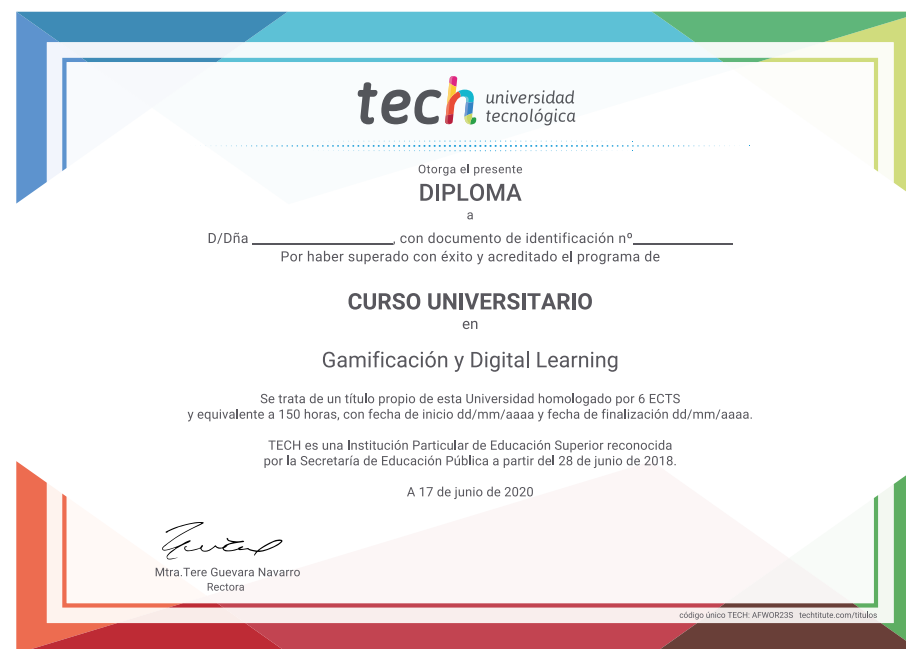 tech universidad
tecnológica
Otorga el presente
DIPLOMA
a
D/Dña ____________________, con documento de identificación nº______________
Por haber superado con éxito y acreditado el programa de
CURSO UNIVERSITARIO
en
Gamificación y Digital Learning
Se trata de un título propio de esta Universidad homologado por 6 ECTS
y equivalente a 150 horas, con fecha de inicio dd/mm/aaaa y fecha de finalización dd/mm/aaaa.
TECH es una Institución Particular de Educación Superior reconocida
por la Secretaría de Educación Pública a partir del 28 de junio de 2018.
A 17 de junio de 2020
Mtra.Tere Guevara Navarro
Rectora
código único TECH: AFWOR23S techtitute.com/titulos